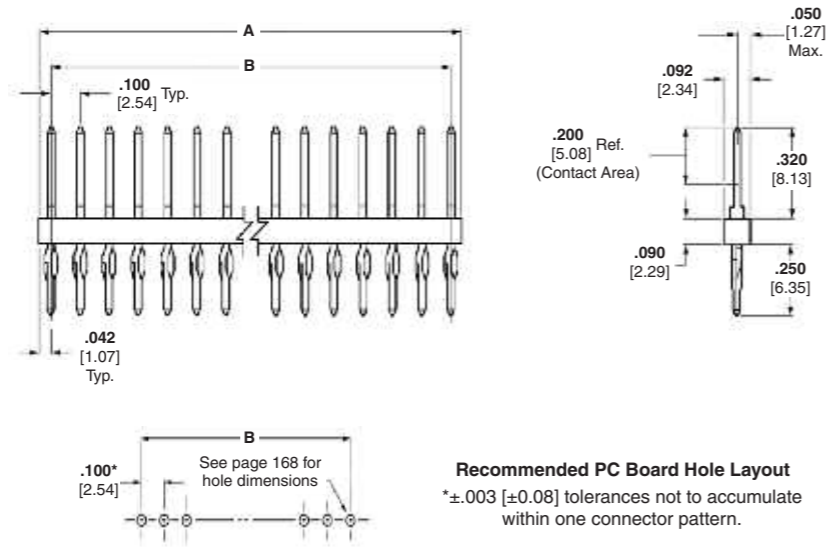 A
B
.100
[2.54] Typ.
.042
[1.07]
Typ.
.050
[1.27]
Max.
.092
[2.34]
.200
[5.08] Ref.
(Contact Area)
.320
[8.13]
.090
[2.29]
.250
[6.35]
B
.100*
[2.54]
See page 168 for
hole dimensions
Recommended PC Board Hole Layout
*±.003 [±0.08] tolerances not to accumulate
within one connector pattern.